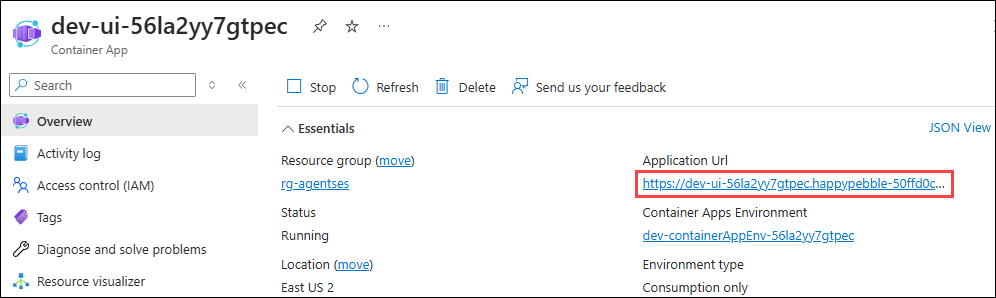 dev-ui-56la2yy7gtpec
Container App
Search
Overview
Activity log
Access control (IAM)
Tags
Diagnose and solve problems
Resource visualizer
Stop Refresh Delete Send us your feedback
Essentials
JSON View
Resource group (move)
rg-agentses
Status
Running
Location (move)
East US 2
Application Url
https://dev-ui-56la2yy7gtpec.happypebble-50ffd0c...
Container Apps Environment
dev-containerAppEnv-56la2yy7gtpec
Environment type
Consumption only